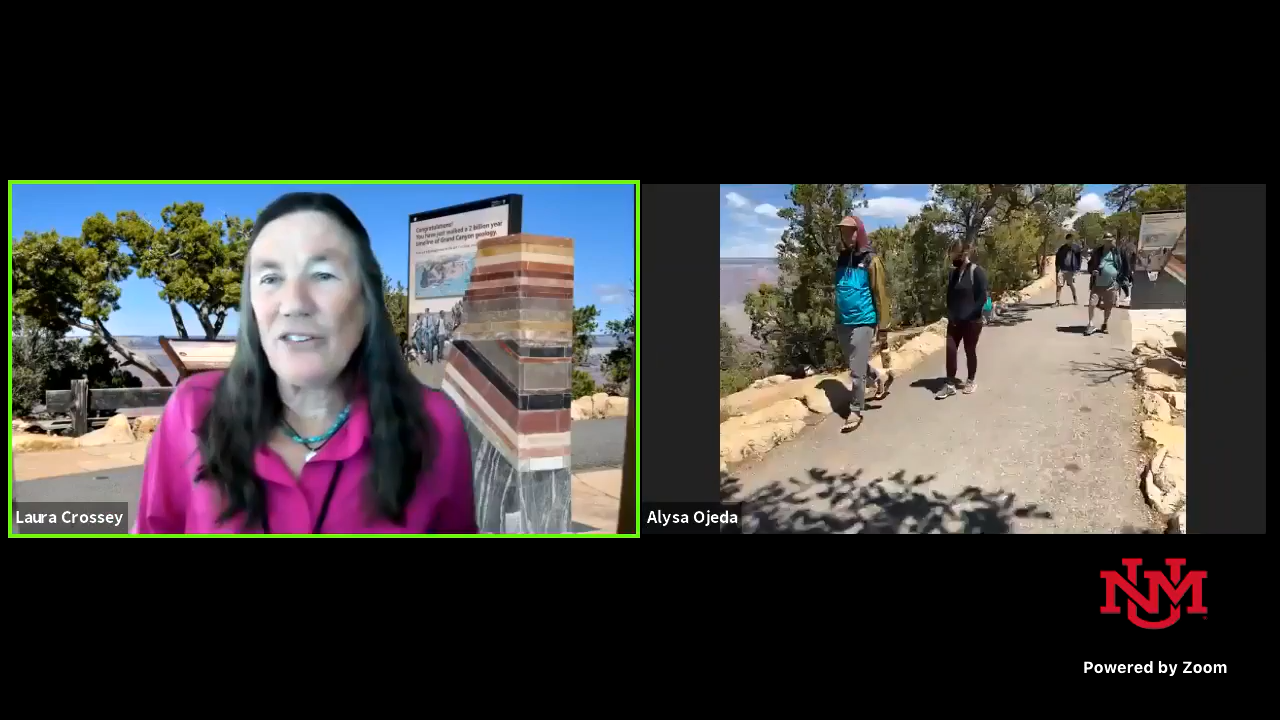 Congratulations!
You have just walked a 2 billion year
timeline of Grand Canyon geology.
Laura Crossey
Alysa Ojeda
UNM
Powered by Zoom